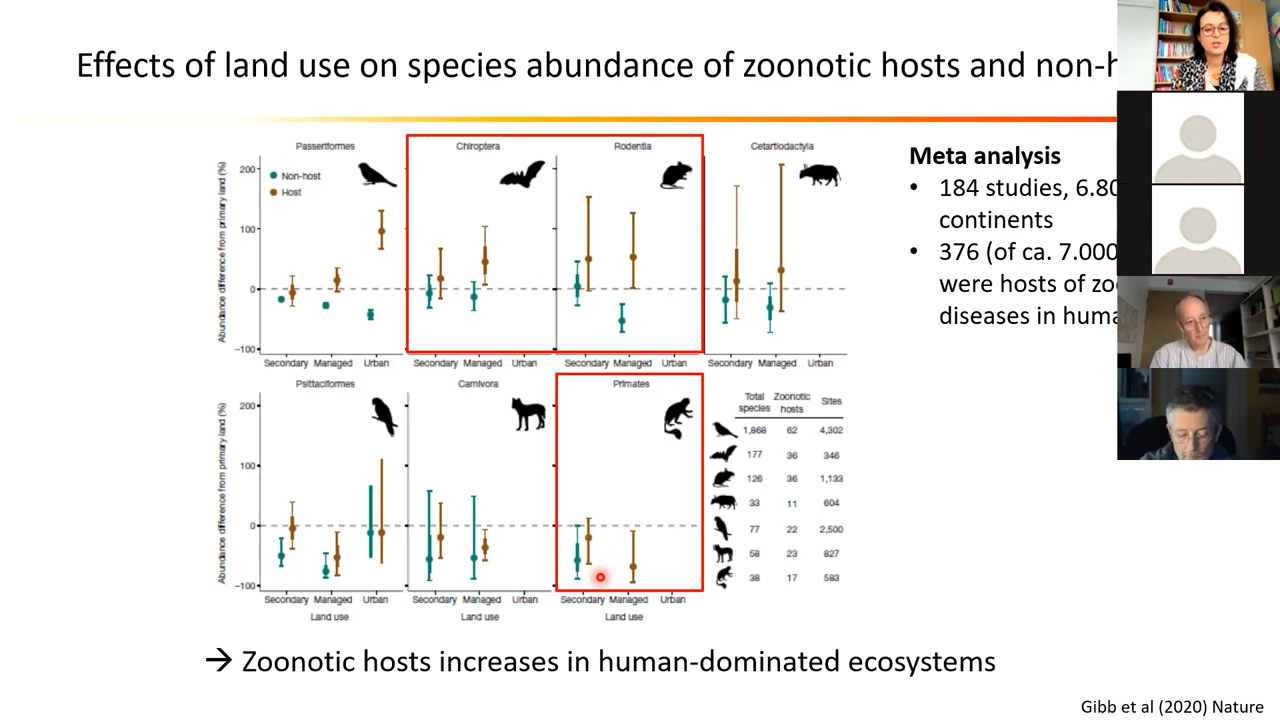 Effects of land use on species abundance of zoonotic hosts and non-h
Passeriformes
Chiroptera
Rodentia
Cetartiodactyla
Abundance difference from primary land (%)
200
100
0
−100
Non-host
Host
Secondary Managed Urban
Secondary Managed Urban
Secondary Managed Urban
Secondary Managed Urban
Psittaciformes
Carnivora
Primates
Abundance difference from primary land (%)
200
100
0
−100
Secondary Managed Urban
Secondary Managed Urban
Secondary Managed Urban
Land use
Land use
Land use
Total species Zoonotic hosts Sites
1,868 62 4,302
177 36 346
126 36 1,133
33 11 604
77 22 2,500
58 23 827
38 17 583
Meta analysis
• 184 studies, 6.80
continents
• 376 (of ca. 7.000
were hosts of zoo
diseases in huma
→ Zoonotic hosts increases in human-dominated ecosystems
Gibb et al (2020) Nature